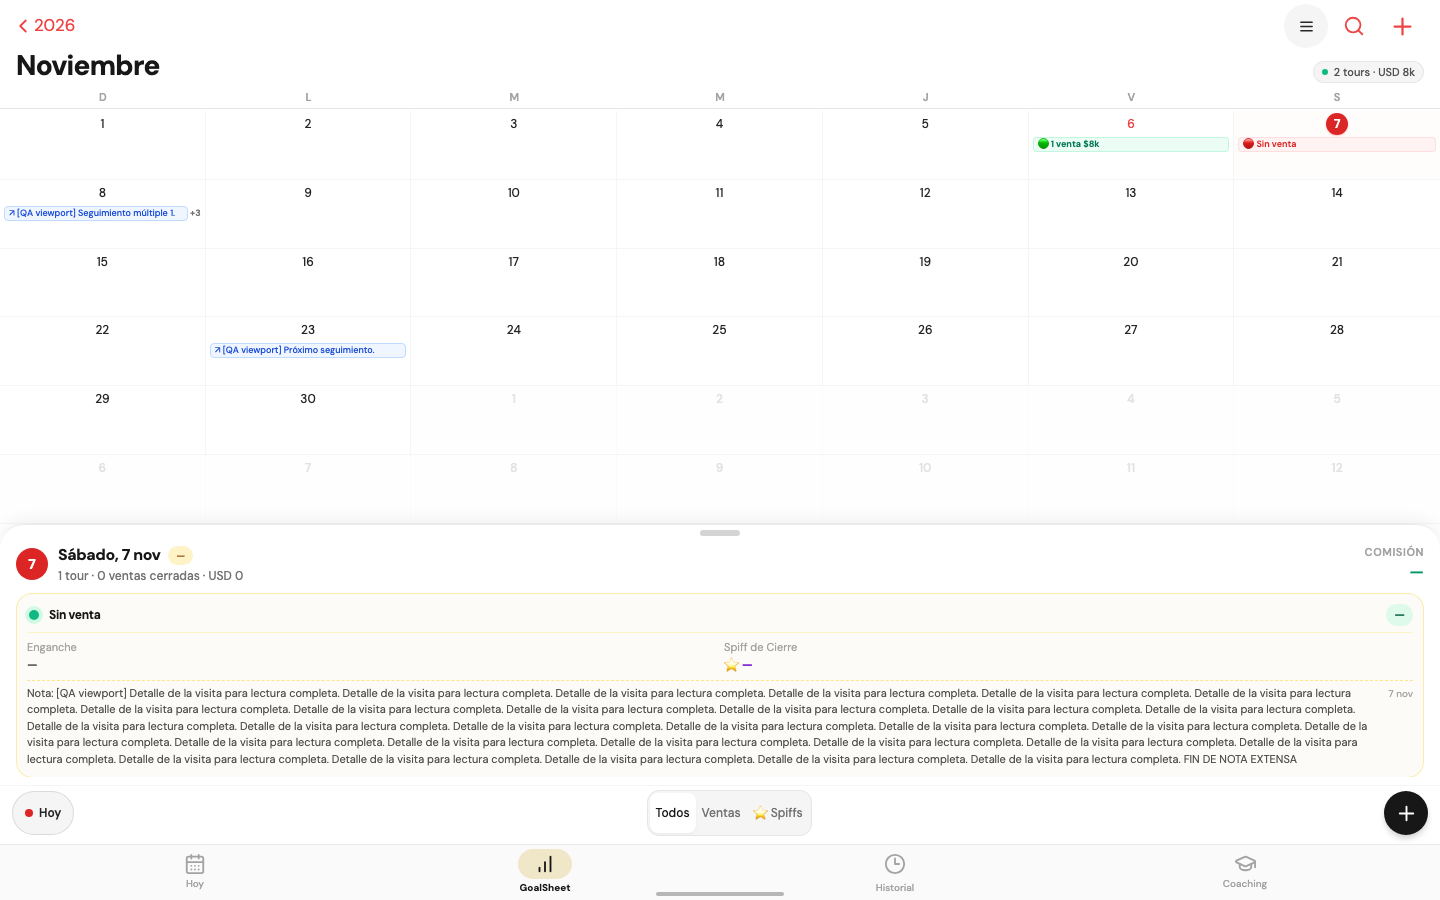 2026
Noviembre
2 tours · USD 8k
D L M M J V S
1 2 3 4 5 6 7
1 venta $8k
Sin venta
8 9 10 11 12 13 14
[QA viewport] Seguimiento múltiple 1. +3
15 16 17 18 19 20 21
22 23 24 25 26 27 28
[QA viewport] Próximo seguimiento.
29 30 1 2 3 4 5
6 7 8 9 10 11 12
7
Sábado, 7 nov –
1 tour · 0 ventas cerradas · USD 0
COMISIÓN
—
Sin venta
—
Enganche
—
Spiff de Cierre
⭐ —
Nota: [QA viewport] Detalle de la visita para lectura completa. Detalle de la visita para lectura completa. Detalle de la visita para lectura completa. Detalle de la visita para lectura completa. Detalle de la visita para lectura completa. Detalle de la visita para lectura
7 nov
completa. Detalle de la visita para lectura completa. Detalle de la visita para lectura completa. Detalle de la visita para lectura completa. Detalle de la visita para lectura completa. Detalle de la visita para lectura completa. Detalle de la visita para lectura completa.
Detalle de la visita para lectura completa. Detalle de la visita para lectura completa. Detalle de la visita para lectura completa. Detalle de la visita para lectura completa. Detalle de la visita para lectura completa. Detalle de la visita para lectura completa. Detalle de la
visita para lectura completa. Detalle de la visita para lectura completa. Detalle de la visita para lectura completa. Detalle de la visita para lectura completa. Detalle de la visita para lectura completa. Detalle de la visita para lectura completa. Detalle de la visita para
lectura completa. Detalle de la visita para lectura completa. Detalle de la visita para lectura completa. Detalle de la visita para lectura completa. Detalle de la visita para lectura completa. Detalle de la visita para lectura completa. FIN DE NOTA EXTENSA
Hoy
Todos Ventas ⭐ Spiffs
Hoy
GoalSheet
Historial
Coaching